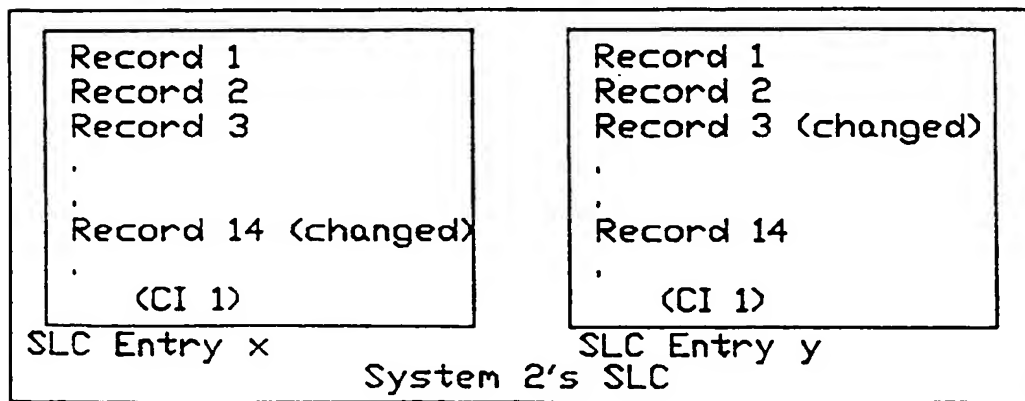 Record 1
Record 2
Record 3
.
.
Record 14 (changed)
.
(CI 1)
SLC Entry x
Record 1
Record 2
Record 3 (changed)
.
.
Record 14
.
(CI 1)
SLC Entry y
System 2's SLC